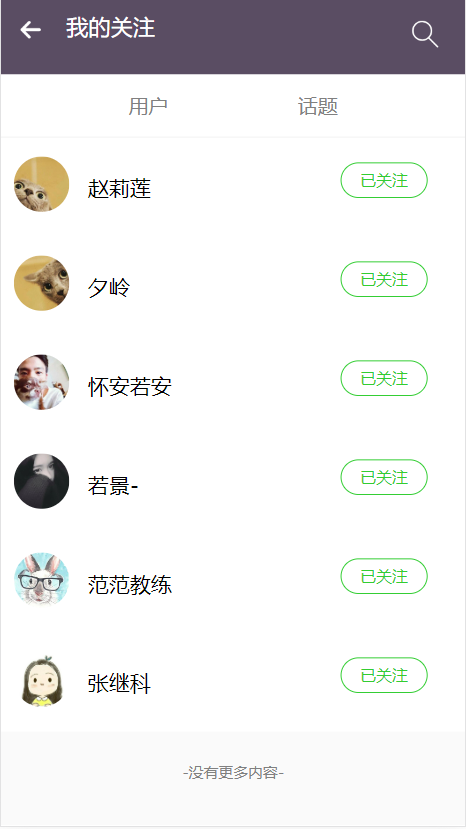 我的关注
用户 话题
赵莉莲 已关注
夕岭 已关注
怀安若安 已关注
若景- 已关注
范范教练 已关注
张继科 已关注
-没有更多内容-